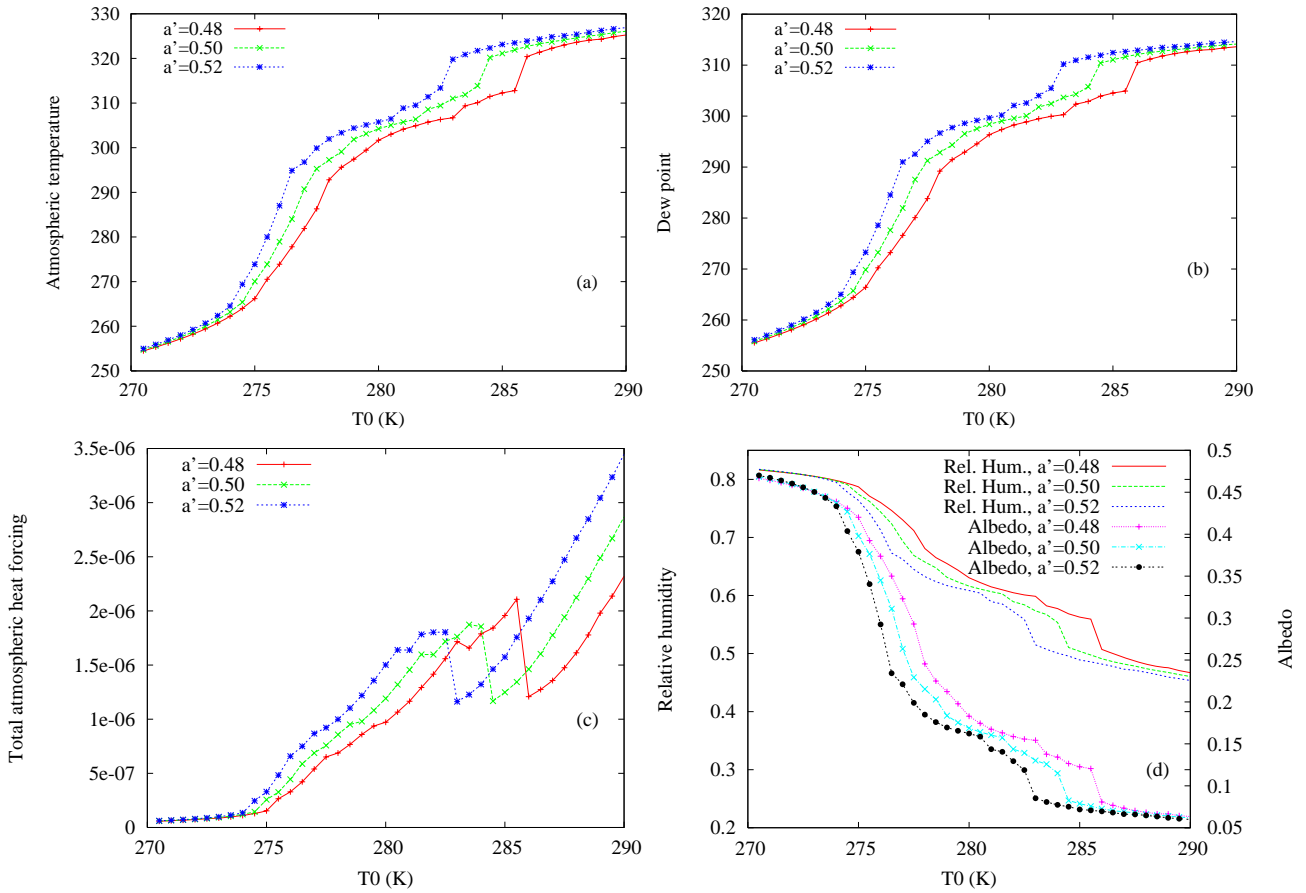 330
320
310
300
290
280
270
260
250
270
275
280
285
290
Atmospheric temperature
T0 (K)
a’=0.48
a’=0.50
a’=0.52
(a)
320
310
300
290
280
270
260
250
270
275
280
285
290
Dew point
T0 (K)
a’=0.48
a’=0.50
a’=0.52
(b)
3.5e-06
3e-06
2.5e-06
2e-06
1.5e-06
1e-06
5e-07
0
270
275
280
285
290
Total atmospheric heat forcing
T0 (K)
a’=0.48
a’=0.50
a’=0.52
(c)
0.8
0.7
0.6
0.5
0.4
0.3
0.2
270
275
280
285
290
Relative humidity
T0 (K)
Rel. Hum., a’=0.48
Rel. Hum., a’=0.50
Rel. Hum., a’=0.52
Albedo, a’=0.48
Albedo, a’=0.50
Albedo, a’=0.52
(d)
0.5
0.45
0.4
0.35
0.3
0.25
0.2
0.15
0.1
0.05
Albedo